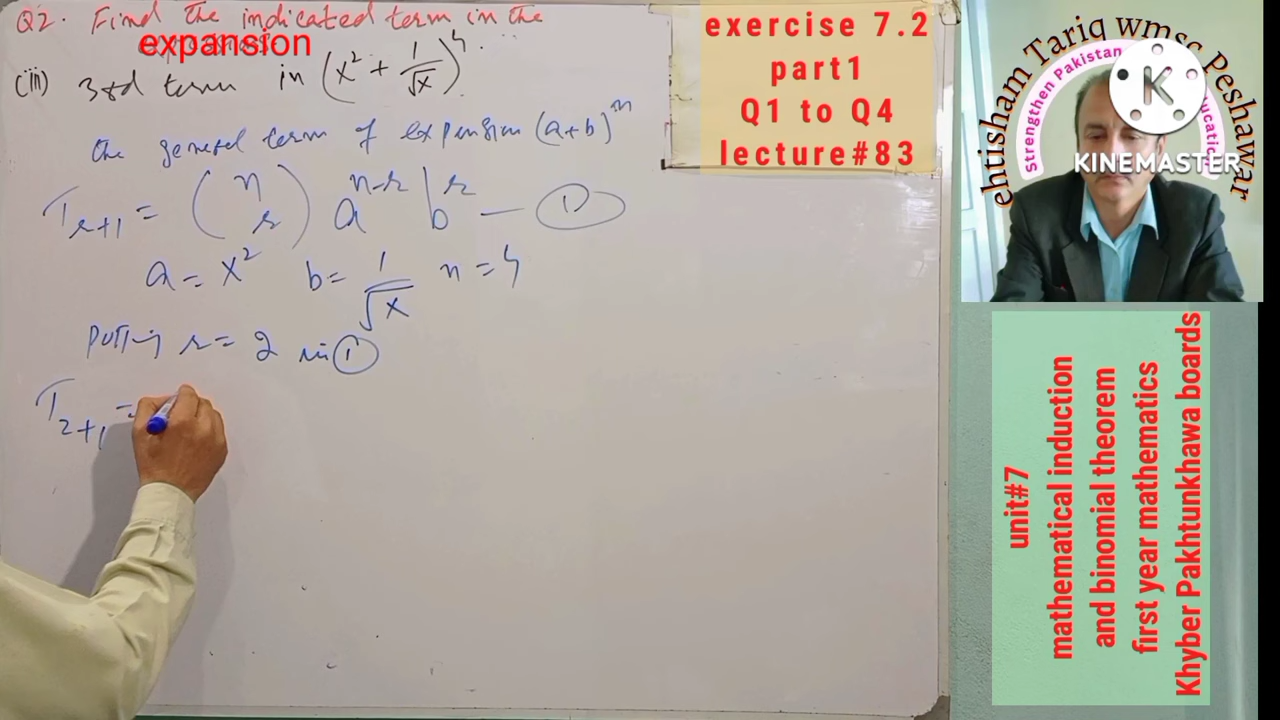 Q2. Find the indicated term in the
expansion
(iii) 3rd term in (x² + 1/√x)⁴.
the general term of expension (a+b)ⁿ
T r+1 = (n r) aⁿ⁻ʳ bʳ — ①
a = x² b = 1/√x n = 4
Putting r = 2 in ①
T 2+1 =
exercise 7.2
part1
Q1 to Q4
lecture#83
ehtisham Tariq wmsc Peshawar
Strengthen Pakistan
KINEMASTER
unit#7
mathematical induction
and binomial theorem
first year mathematics
Khyber Pakhtunkhawa boards